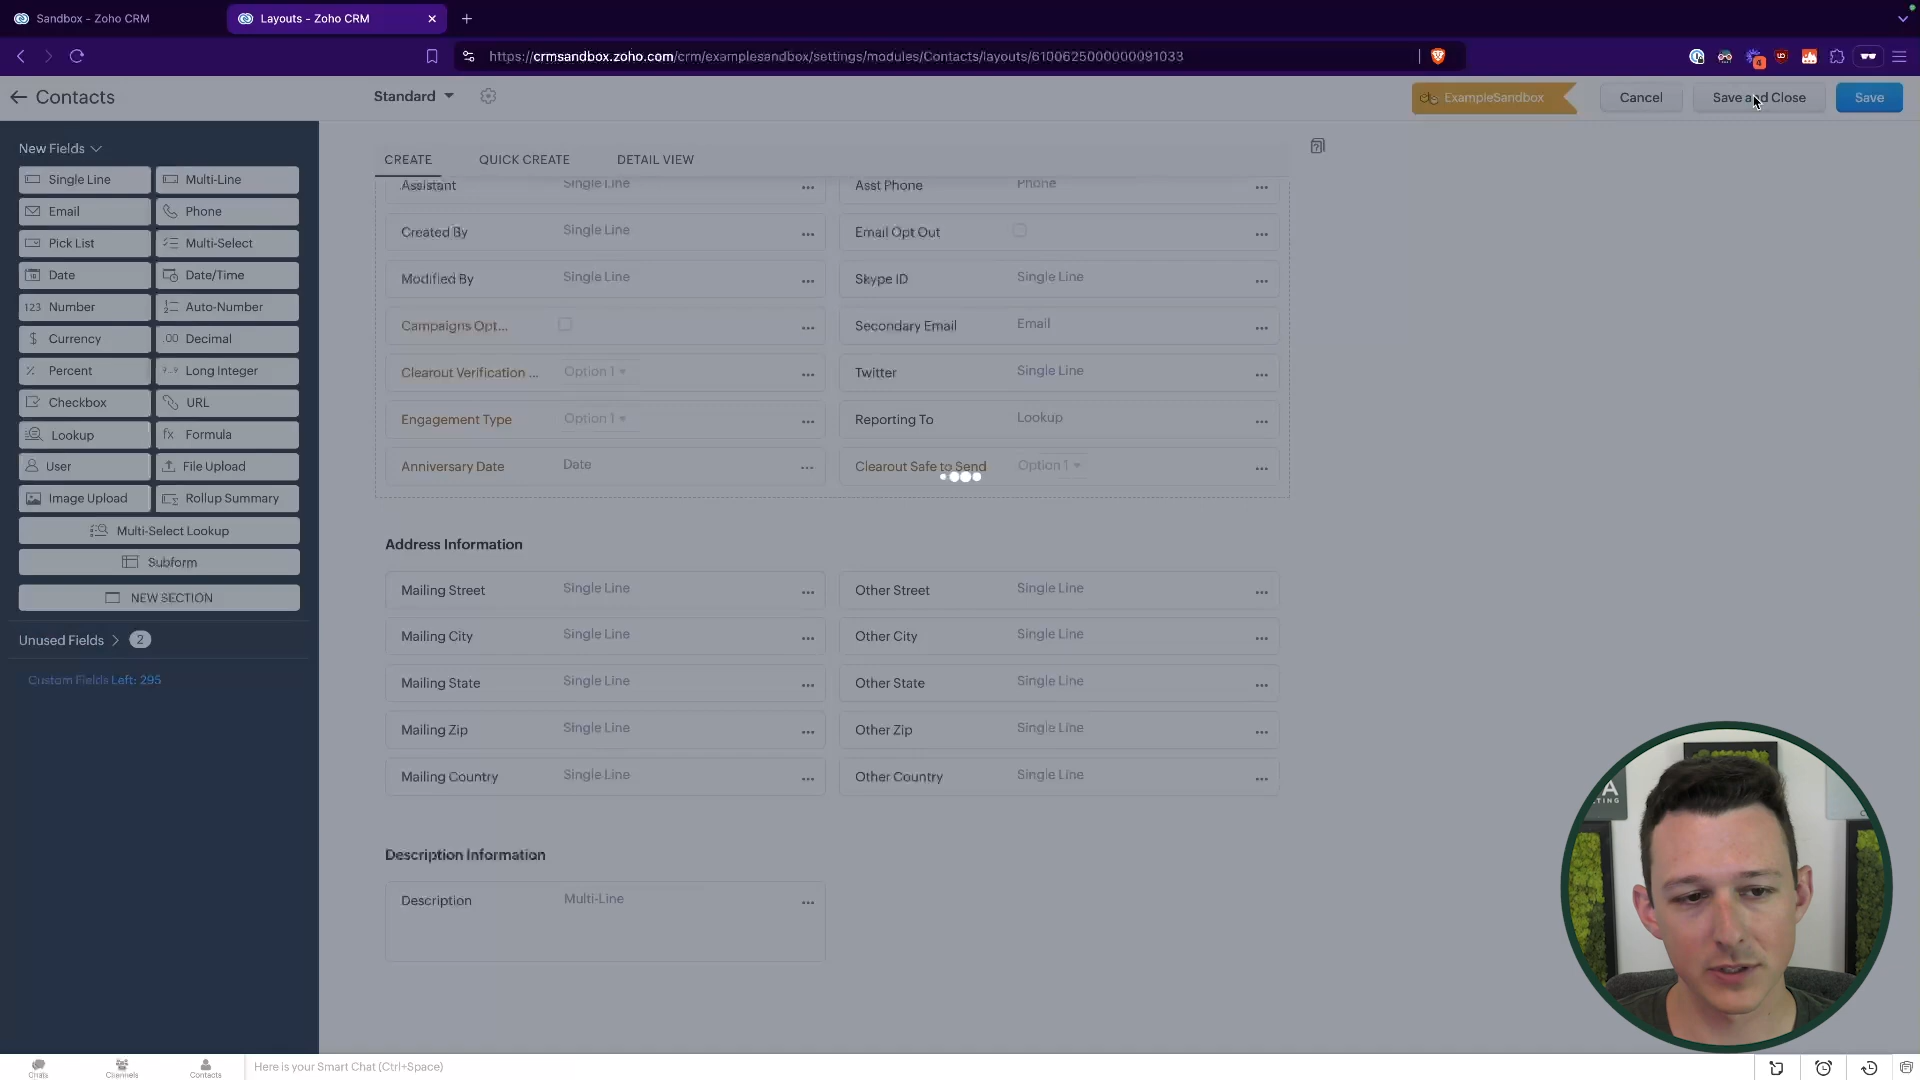 Sandbox - Zoho CRM
Layouts - Zoho CRM
https://crmsandbox.zoho.com/crm/examplesandbox/settings/modules/Contacts/layouts/6100625000000091033
4
Contacts
Standard
ExampleSandbox
Cancel
Save and Close
Save
New Fields
Single Line
Multi-Line
Email
Phone
Pick List
Multi-Select
Date
Date/Time
Number
Auto-Number
Currency
Decimal
Percent
Long Integer
Checkbox
URL
Lookup
Formula
User
File Upload
Image Upload
Rollup Summary
Multi-Select Lookup
Subform
NEW SECTION
Unused Fields 2
Custom Fields Left: 295
CREATE
QUICK CREATE
DETAIL VIEW
Assistant Single Line
Asst Phone Phone
Created By Single Line
Email Opt Out
Modified By Single Line
Skype ID Single Line
Campaigns Opt...
Secondary Email Email
Clearout Verification ... Option 1
Twitter Single Line
Engagement Type Option 1
Reporting To Lookup
Anniversary Date Date
Clearout Safe to Send Option 1
Address Information
Mailing Street Single Line
Other Street Single Line
Mailing City Single Line
Other City Single Line
Mailing State Single Line
Other State Single Line
Mailing Zip Single Line
Other Zip Single Line
Mailing Country Single Line
Other Country Single Line
Description Information
Description Multi-Line
Chats
Channels
Contacts
Here is your Smart Chat (Ctrl+Space)